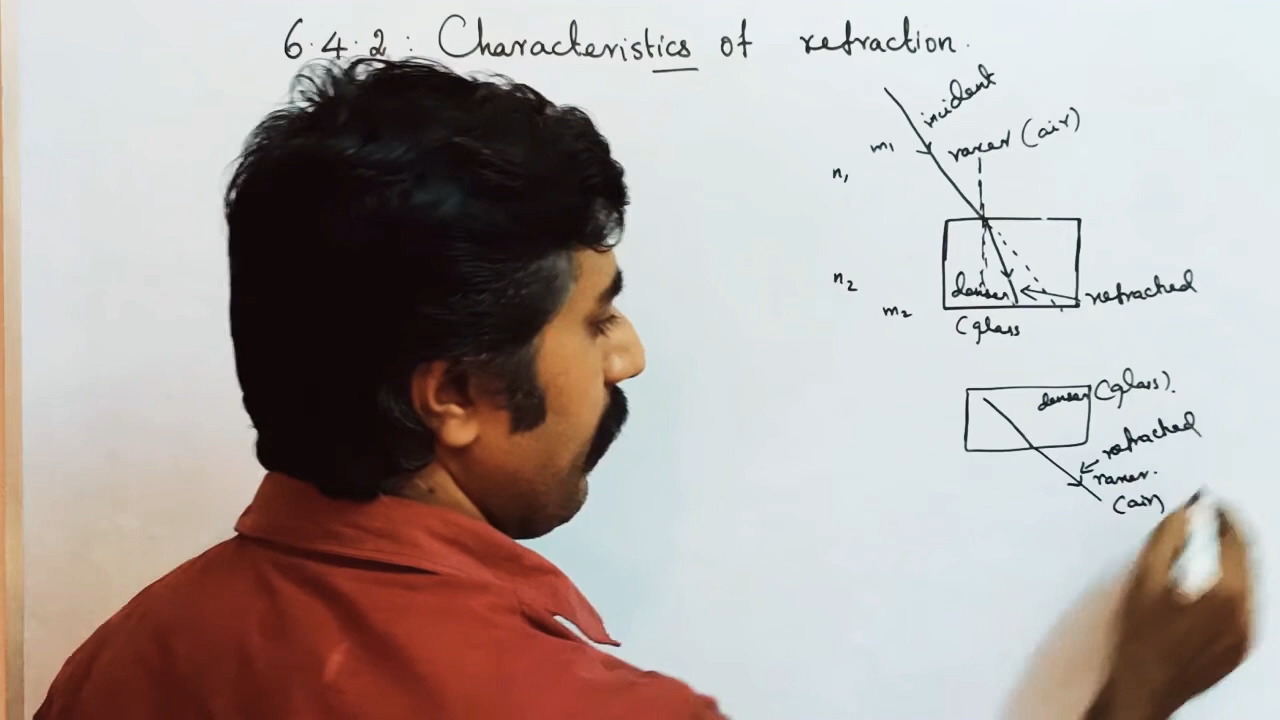 6.4.2 : Characteristics of refraction.
incident
rarer (air)
m₁
n₁
n₂
denser
refracted
m₂
(glass
denser (glass).
refracted
rarer.
(air)